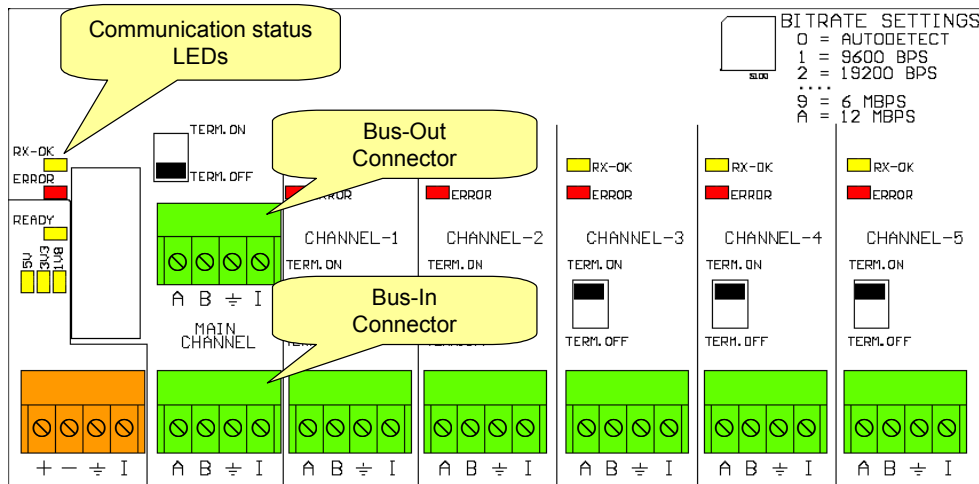 Communication status
LEDs
BITRATE SETTINGS
0 = AUTODETECT
1 = 9600 BPS
2 = 19200 BPS
....
9 = 6 MBPS
A = 12 MBPS
Bus-Out
Connector
TERM.ON
TERM.OFF
RX-OK
ERROR
READY
5V
3V3
1V8
ERROR
ERROR
RX-OK
ERROR
RX-OK
ERROR
RX-OK
ERROR
CHANNEL-1
CHANNEL-2
CHANNEL-3
CHANNEL-4
CHANNEL-5
TERM.ON
TERM.ON
TERM.ON
TERM.ON
TERM.ON
A B I
MAIN
CHANNEL
Bus-In
Connector
TERM.OFF
TERM.OFF
TERM.OFF
+ - I
A B I
A B I
A B I
A B I
A B I
A B I